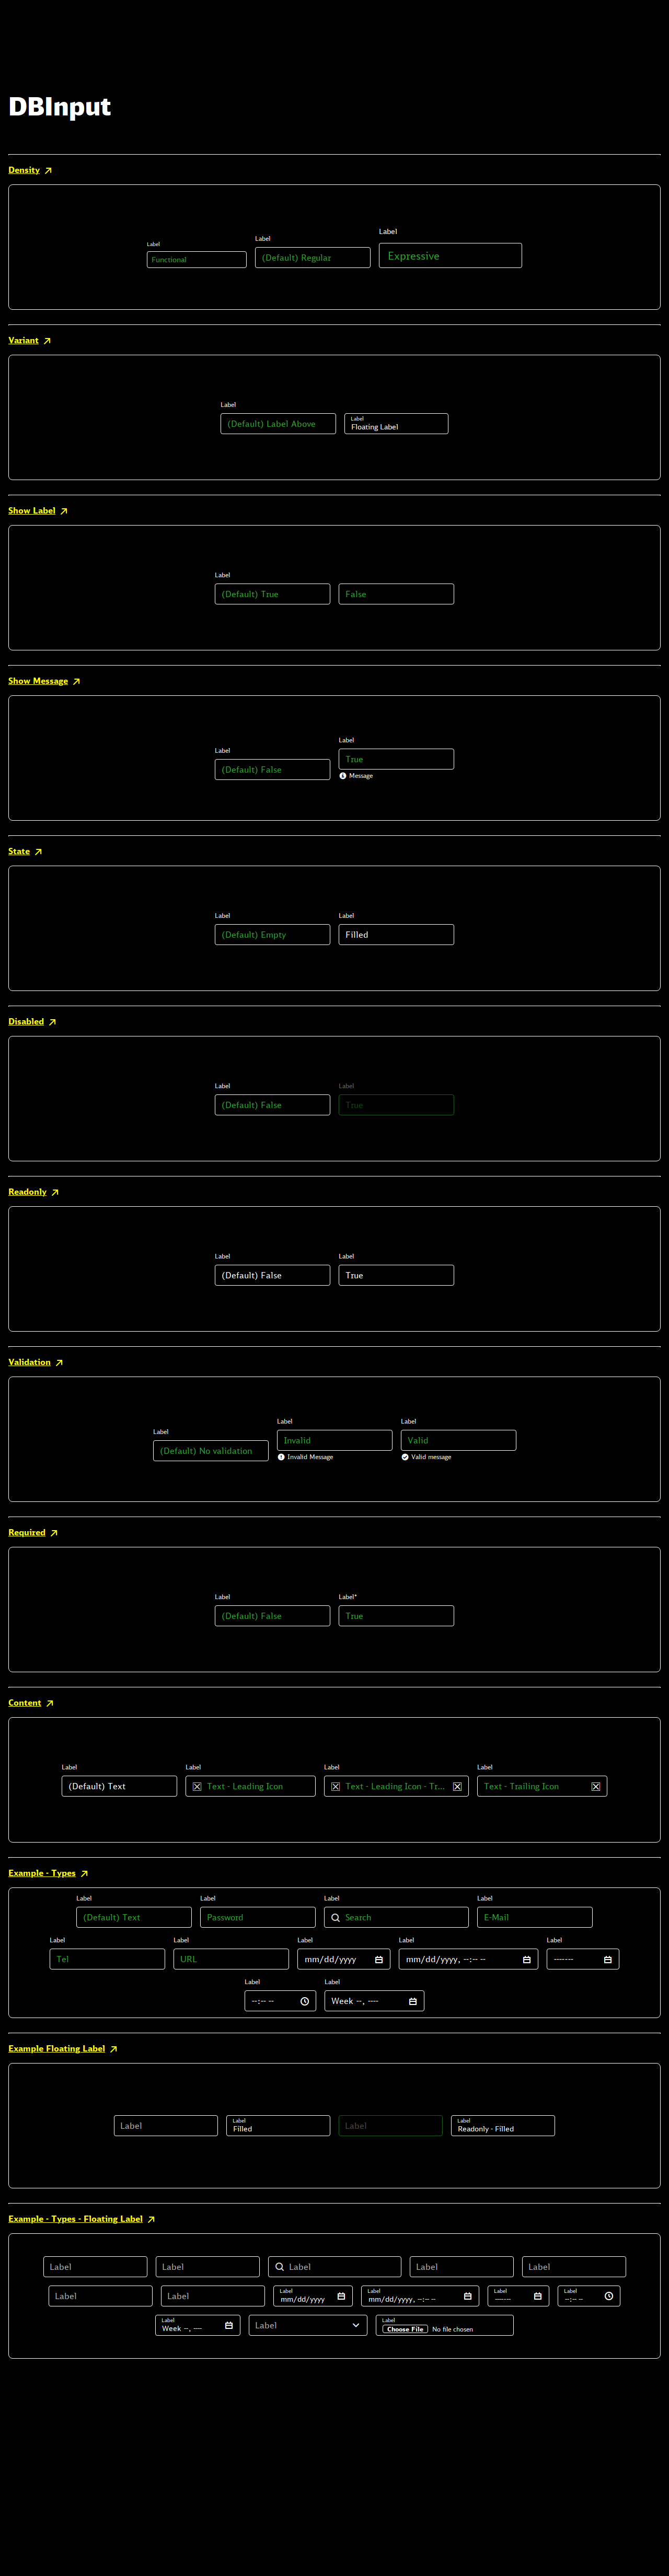 DBInput
Density
Label
Functional
Label
(Default) Regular
Label
Expressive
Variant
Label
(Default) Label Above
Label
Floating Label
Show Label
Label
(Default) True
False
Show Message
Label
(Default) False
Label
True
Message
State
Label
(Default) Empty
Label
Filled
Disabled
Label
(Default) False
Label
True
Readonly
Label
(Default) False
Label
True
Validation
Label
(Default) No validation
Label
Invalid
Invalid Message
Label
Valid
Valid message
Required
Label
(Default) False
Label*
True
Content
Label
(Default) Text
Label
Text - Leading Icon
Label
Text - Leading Icon - Tr...
Label
Text - Trailing Icon
Example - Types
Label
(Default) Text
Label
Password
Label
Search
Label
E-Mail
Label
Tel
Label
URL
Label
mm/dd/yyyy
Label
mm/dd/yyyy, --:-- --
Label
-------
Label
--:-- --
Label
Week --, ----
Example Floating Label
Label
Label
Filled
Label
Label
Readonly - Filled
Example - Types - Floating Label
Label
Label
Label
Label
Label
Label
Label
Label
mm/dd/yyyy
Label
mm/dd/yyyy, --:-- --
Label
-------
Label
--:-- --
Label
Week --, ----
Label
Label
Choose File No file chosen